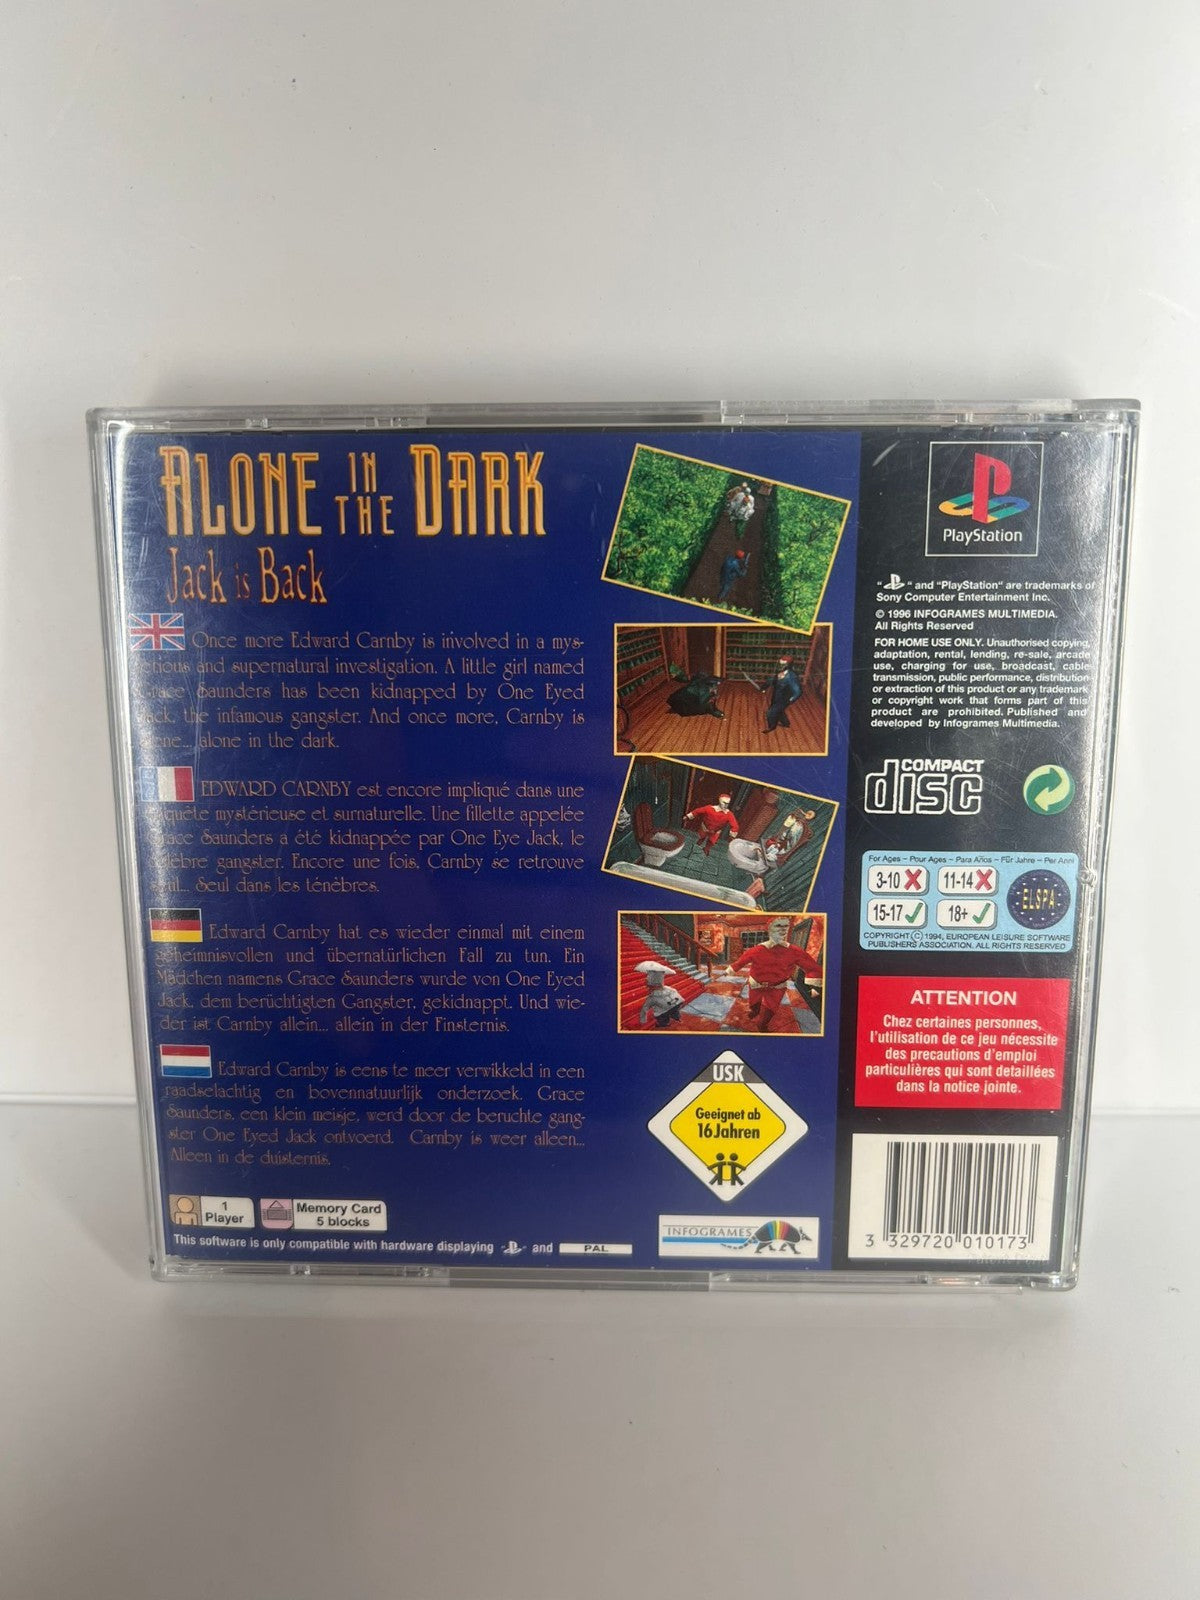 ALONE IN THE DARK
Jack is Back
Once more Edward Carnby is involved in a mys-
terious and supernatural investigation. A little girl named
Grace Saunders has been kidnapped by One Eyed
Jack, the infamous gangster. And once more, Carnby is
alone... alone in the dark.
EDWARD CARNBY est encore impliqué dans une
enquête mystérieuse et surnaturelle. Une fillette appelée
Grace Saunders a été kidnappée par One Eye Jack, le
célèbre gangster. Encore une fois, Carnby se retrouve
seul... Seul dans les ténèbres.
Edward Carnby hat es wieder einmal mit einem
geheimnisvollen und übernatürlichen Fall zu tun. Ein
Mädchen namens Grace Saunders wurde von One Eyed
Jack, dem berüchtigten Gangster, gekidnappt. Und wie-
der ist Carnby allein... allein in der Finsternis.
Edward Carnby is eens te meer verwikkeld in een
raadselachtig en bovennatuurlijk onderzoek. Grace
Saunders, een klein meisje, werd door de beruchte gang-
ster One Eyed Jack ontvoerd. Carnby is weer alleen...
Alleen in de duisternis.
1
Player
Memory Card
5 blocks
This software is only compatible with hardware displaying and PAL
USK
Geeignet ab
16 Jahren
INFOGRAMES
PlayStation
" " and "PlayStation" are trademarks of
Sony Computer Entertainment Inc.
© 1996 INFOGRAMES MULTIMEDIA.
All Rights Reserved
FOR HOME USE ONLY. Unauthorised copying,
adaptation, rental, lending, re-sale, arcade
use, charging for use, broadcast, cable
transmission, public performance, distribution
or extraction of this product or any trademark
or copyright work that forms part of this
product are prohibited. Published and
developed by Infogrames Multimedia.
COMPACT
disc
For Ages – Pour Ages – Para Años – Für Jahre – Per Anni
3-10 11-14
15-17 18+
ELSPA
COPYRIGHT © 1994, EUROPEAN LEISURE SOFTWARE
PUBLISHERS ASSOCIATION. ALL RIGHTS RESERVED
ATTENTION
Chez certaines personnes,
l'utilisation de ce jeu nécessite
des precautions d'emploi
particulières qui sont detaillées
dans la notice jointe.
3 329720 010173